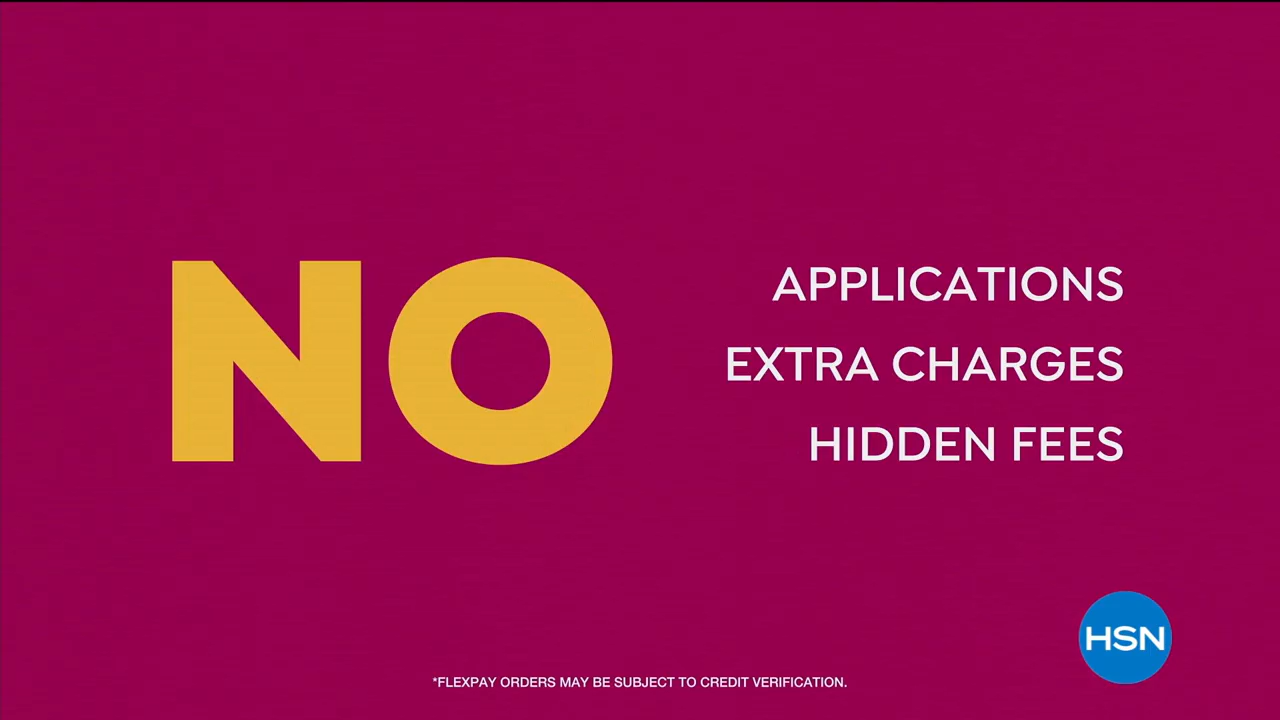 NO
APPLICATIONS
EXTRA CHARGES
HIDDEN FEES
HSN
*FLEXPAY ORDERS MAY BE SUBJECT TO CREDIT VERIFICATION.